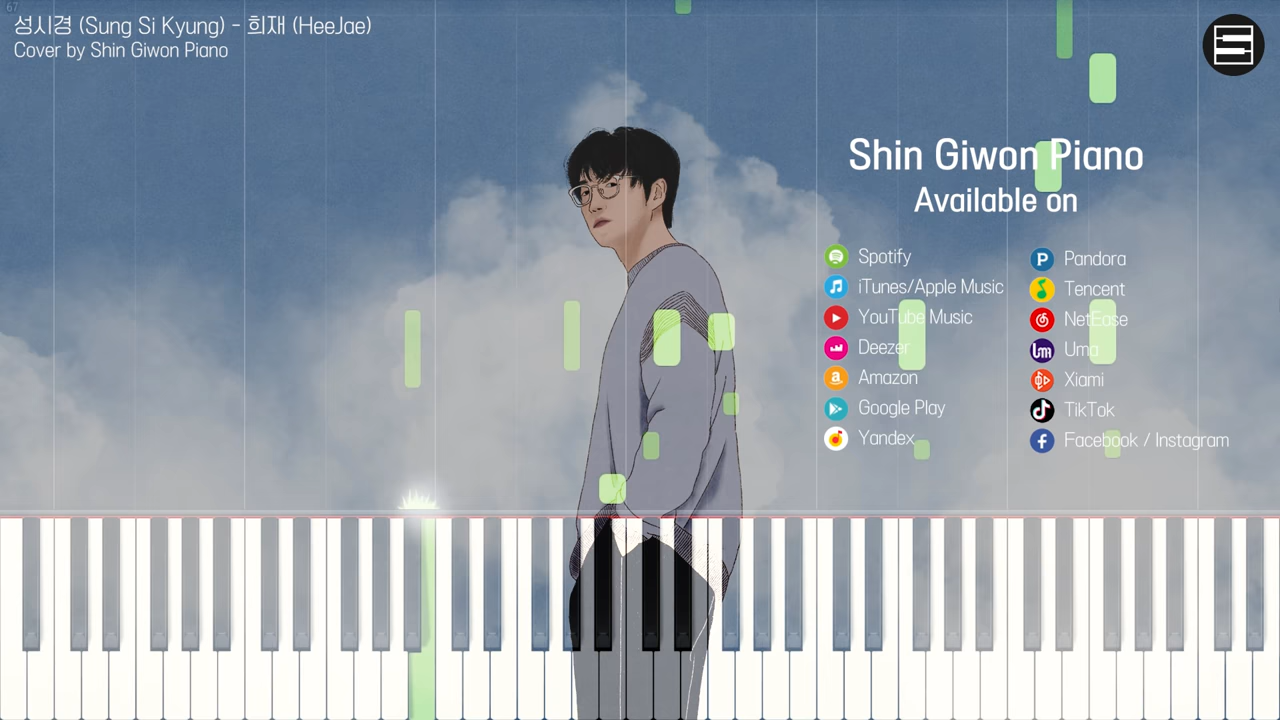 67
성시경 (Sung Si Kyung) - 희재 (HeeJae)
Cover by Shin Giwon Piano
Shin Giwon Piano
Available on
Spotify
iTunes/Apple Music
YouTube Music
Deezer
Amazon
Google Play
Yandex
Pandora
Tencent
NetEase
Uma
Xiami
TikTok
Facebook / Instagram